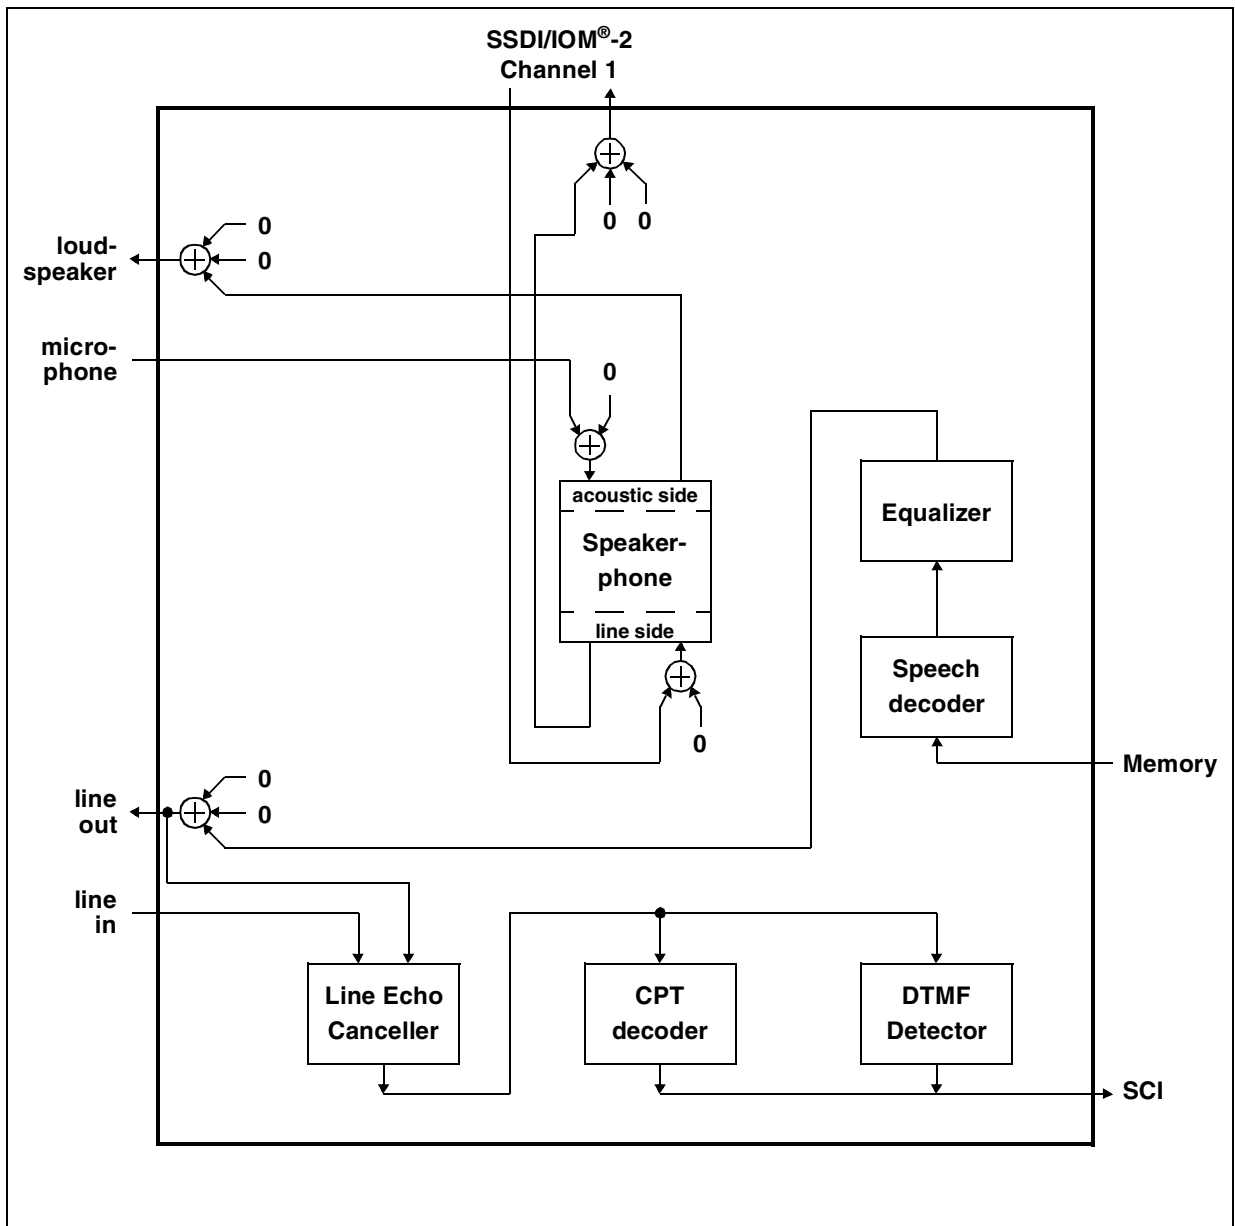 SSDI/IOM®-2
Channel 1
0 0
0
loud-
speaker
0
micro-
phone
0
acoustic side
Speaker-
phone
line side
0
Equalizer
Speech
decoder
Memory
0
line
out
0
line
in
Line Echo
Canceller
CPT
decoder
DTMF
Detector
SCI